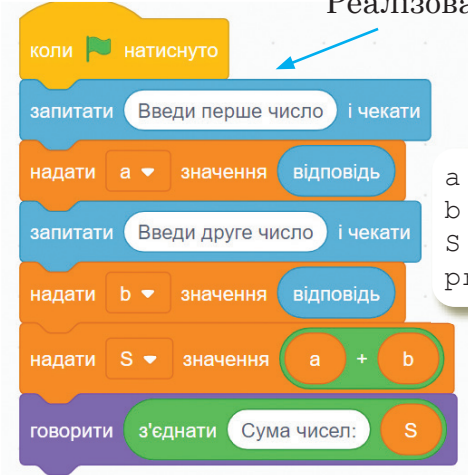 Реалізова
коли натиснуто
запитати Введи перше число і чекати
надати a значення відповідь
запитати Введи друге число і чекати
надати b значення відповідь
надати S значення a + b
говорити з'єднати Сума чисел: S
a
b
S
pr